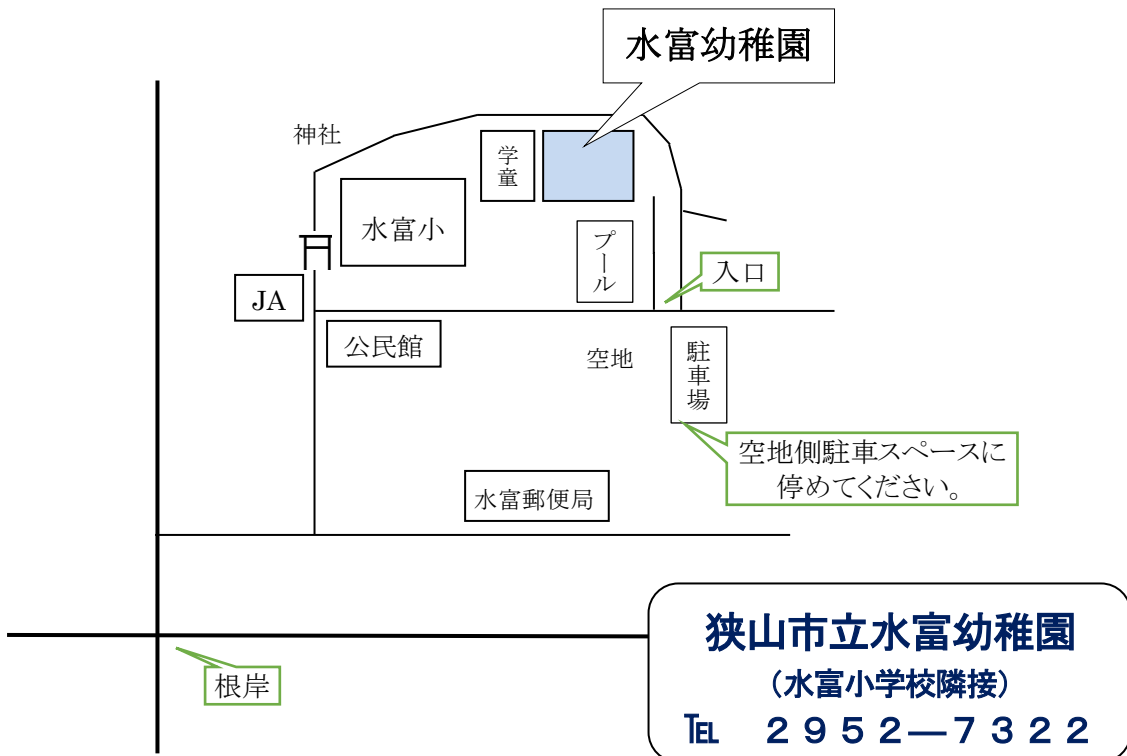 水富幼稚園
神社
学童
水富小
プール
入口
JA
公民館
空地
駐車場
空地側駐車スペースに
停めてください。
水富郵便局
根岸
狭山市立水富幼稚園
（水富小学校隣接）
℡　２９５２―７３２２